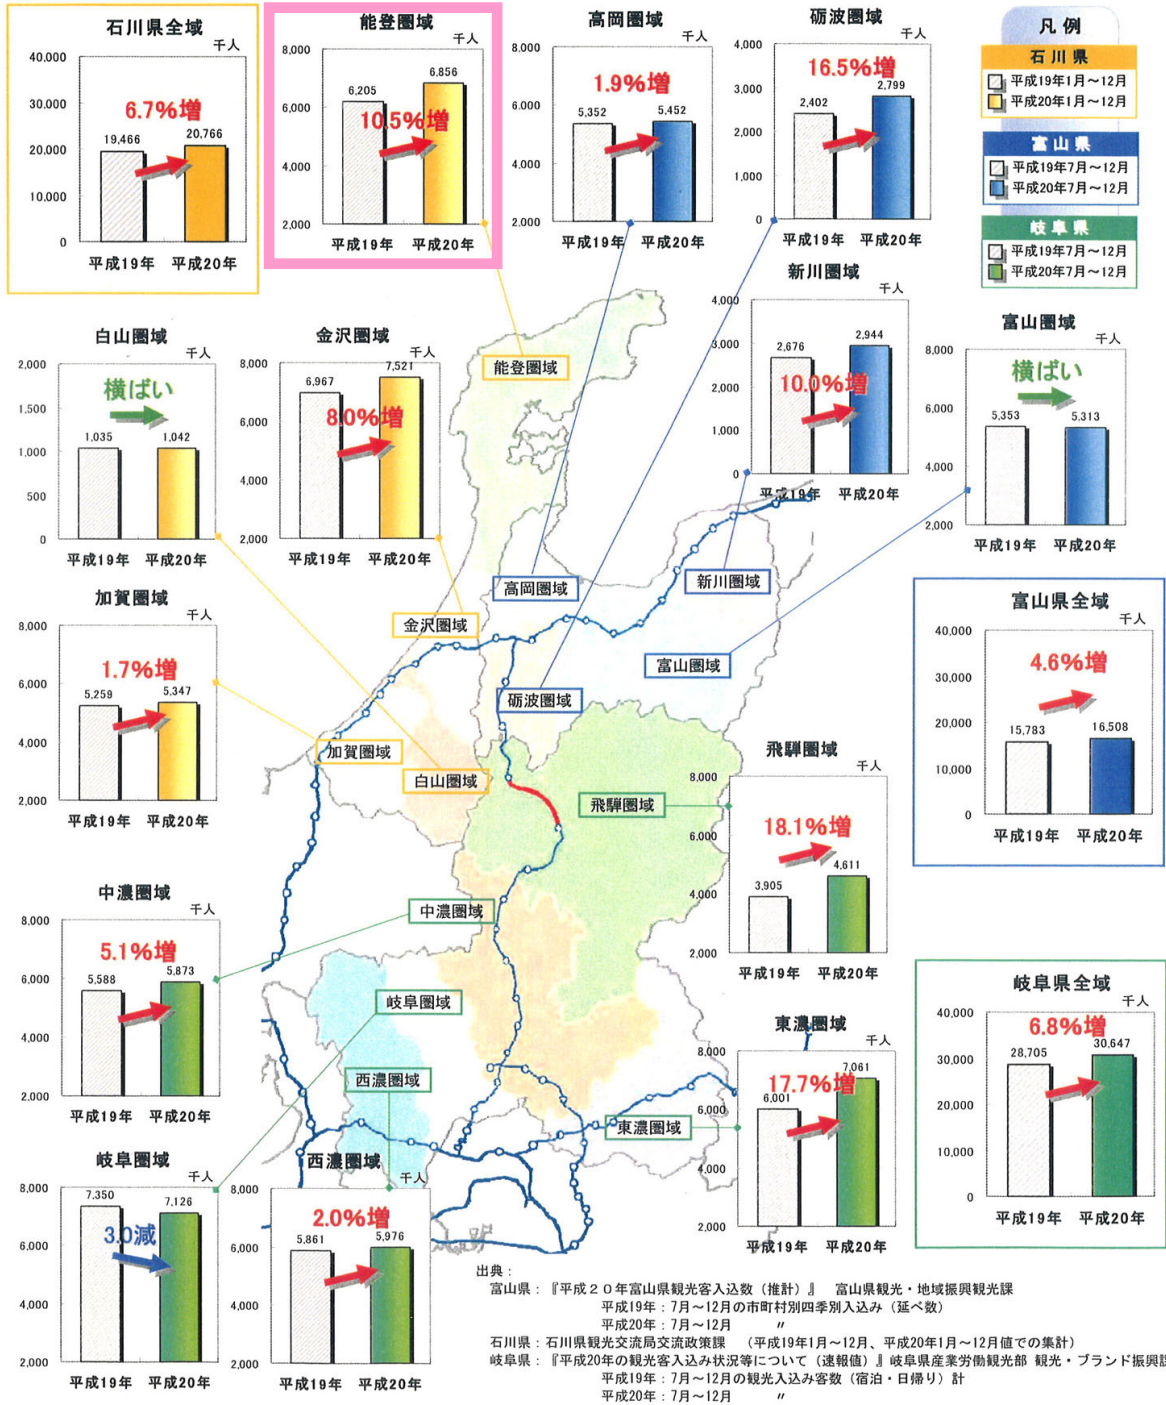 石川県全域
千人
40,000
30,000
20,000
10,000
0
6.7%増
19,466
20,766
平成19年 平成20年
能登圏域
千人
8,000
6,000
4,000
2,000
10.5%増
6,205
6,856
平成19年 平成20年
高岡圏域
千人
8,000
6,000
4,000
2,000
1.9%増
5,352
5,452
平成19年 平成20年
砺波圏域
千人
4,000
3,000
2,000
1,000
0
16.5%増
2,402
2,799
平成19年 平成20年
凡例
石川県
平成19年1月～12月
平成20年1月～12月
富山県
平成19年7月～12月
平成20年7月～12月
岐阜県
平成19年7月～12月
平成20年7月～12月
白山圏域
千人
2,000
1,500
1,000
500
0
横ばい
1,035
1,042
平成19年 平成20年
金沢圏域
千人
8,000
6,000
4,000
2,000
8.0%増
6,967
7,521
平成19年 平成20年
新川圏域
千人
4,000
3,000
2,000
1,000
0
10.0%増
2,676
2,944
平成19年 平成20年
富山圏域
千人
8,000
6,000
4,000
2,000
横ばい
5,353
5,313
平成19年 平成20年
加賀圏域
千人
8,000
6,000
4,000
2,000
1.7%増
5,259
5,347
平成19年 平成20年
富山県全域
千人
40,000
30,000
20,000
10,000
0
4.6%増
15,783
16,508
平成19年 平成20年
能登圏域
高岡圏域
新川圏域
金沢圏域
富山圏域
砺波圏域
加賀圏域
白山圏域
飛騨圏域
中濃圏域
岐阜圏域
西濃圏域
東濃圏域
飛騨圏域
千人
8,000
6,000
4,000
2,000
18.1%増
3,905
4,611
平成19年 平成20年
中濃圏域
千人
8,000
6,000
4,000
2,000
5.1%増
5,588
5,873
平成19年 平成20年
東濃圏域
千人
8,000
6,000
4,000
2,000
17.7%増
6,001
7,061
平成19年 平成20年
岐阜県全域
千人
40,000
30,000
20,000
10,000
0
6.8%増
28,705
30,647
平成19年 平成20年
岐阜圏域
千人
8,000
6,000
4,000
2,000
3.0減
7,350
7,126
平成19年 平成20年
西濃圏域
千人
8,000
6,000
4,000
2,000
2.0%増
5,861
5,976
平成19年 平成20年
出典：
富山県：『平成２０年富山県観光客入込数（推計）』 富山県観光・地域振興観光課
平成19年：7月～12月の市町村別四季別入込み（延べ数）
平成20年：7月～12月 〃
石川県：石川県観光交流局交流政策課 （平成19年1月～12月、平成20年1月～12月値での集計）
岐阜県：『平成20年の観光客入込み状況等について（速報値）』岐阜県産業労働観光部 観光・ブランド振興課
平成19年：7月～12月の観光入込み客数（宿泊・日帰り）計
平成20年：7月～12月 〃